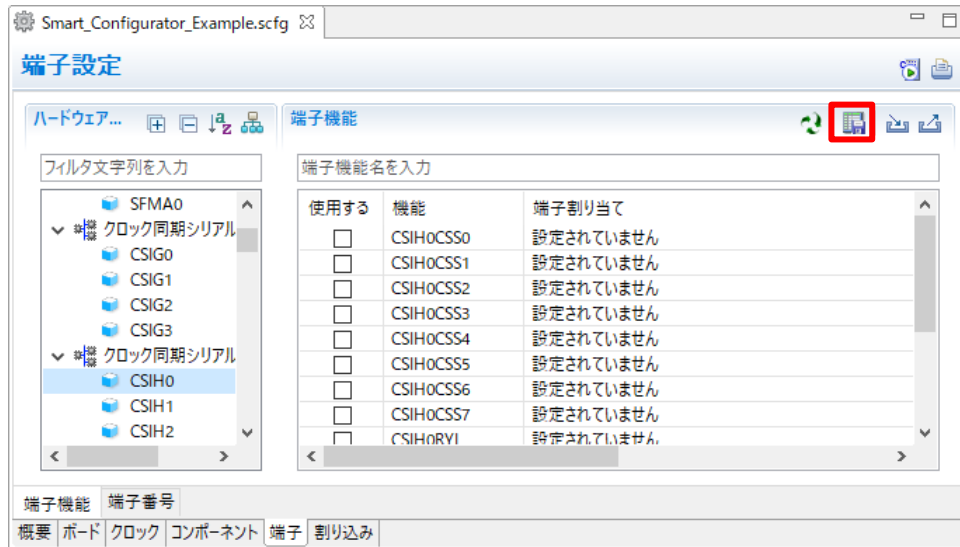 Smart_Configurator_Example.scfg
端子設定
ハードウェア...
端子機能
フィルタ文字列を入力
端子機能名を入力
SFMA0
クロック同期シリアル
CSIG0
CSIG1
CSIG2
CSIG3
クロック同期シリアル
CSIH0
CSIH1
CSIH2
使用する 機能 端子割り当て
CSIH0CSS0 設定されていません
CSIH0CSS1 設定されていません
CSIH0CSS2 設定されていません
CSIH0CSS3 設定されていません
CSIH0CSS4 設定されていません
CSIH0CSS5 設定されていません
CSIH0CSS6 設定されていません
CSIH0CSS7 設定されていません
設定されていません
端子機能 端子番号
概要 ボード クロック コンポーネント 端子 割り込み